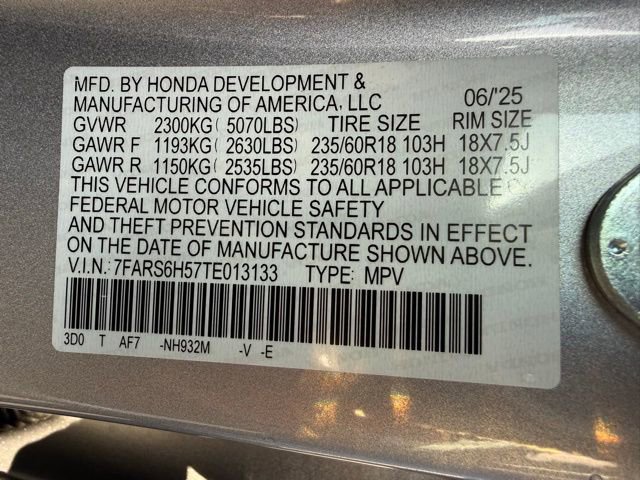 MFD. BY HONDA DEVELOPMENT &
MANUFACTURING OF AMERICA, LLC 06/'25
GVWR 2300KG ( 5070LBS) TIRE SIZE RIM SIZE
GAWR F 1193KG ( 2630LBS) 235/60R18 103H 18X7.5J
GAWR R 1150KG ( 2535LBS) 235/60R18 103H 18X7.5J
THIS VEHICLE CONFORMS TO ALL APPLICABLE
FEDERAL MOTOR VEHICLE SAFETY
AND THEFT PREVENTION STANDARDS IN EFFECT
ON THE DATE OF MANUFACTURE SHOWN ABOVE.
V.I.N.: 7FARS6H57TE013133 TYPE: MPV
3D0 T AF7 -NH932M -V -E